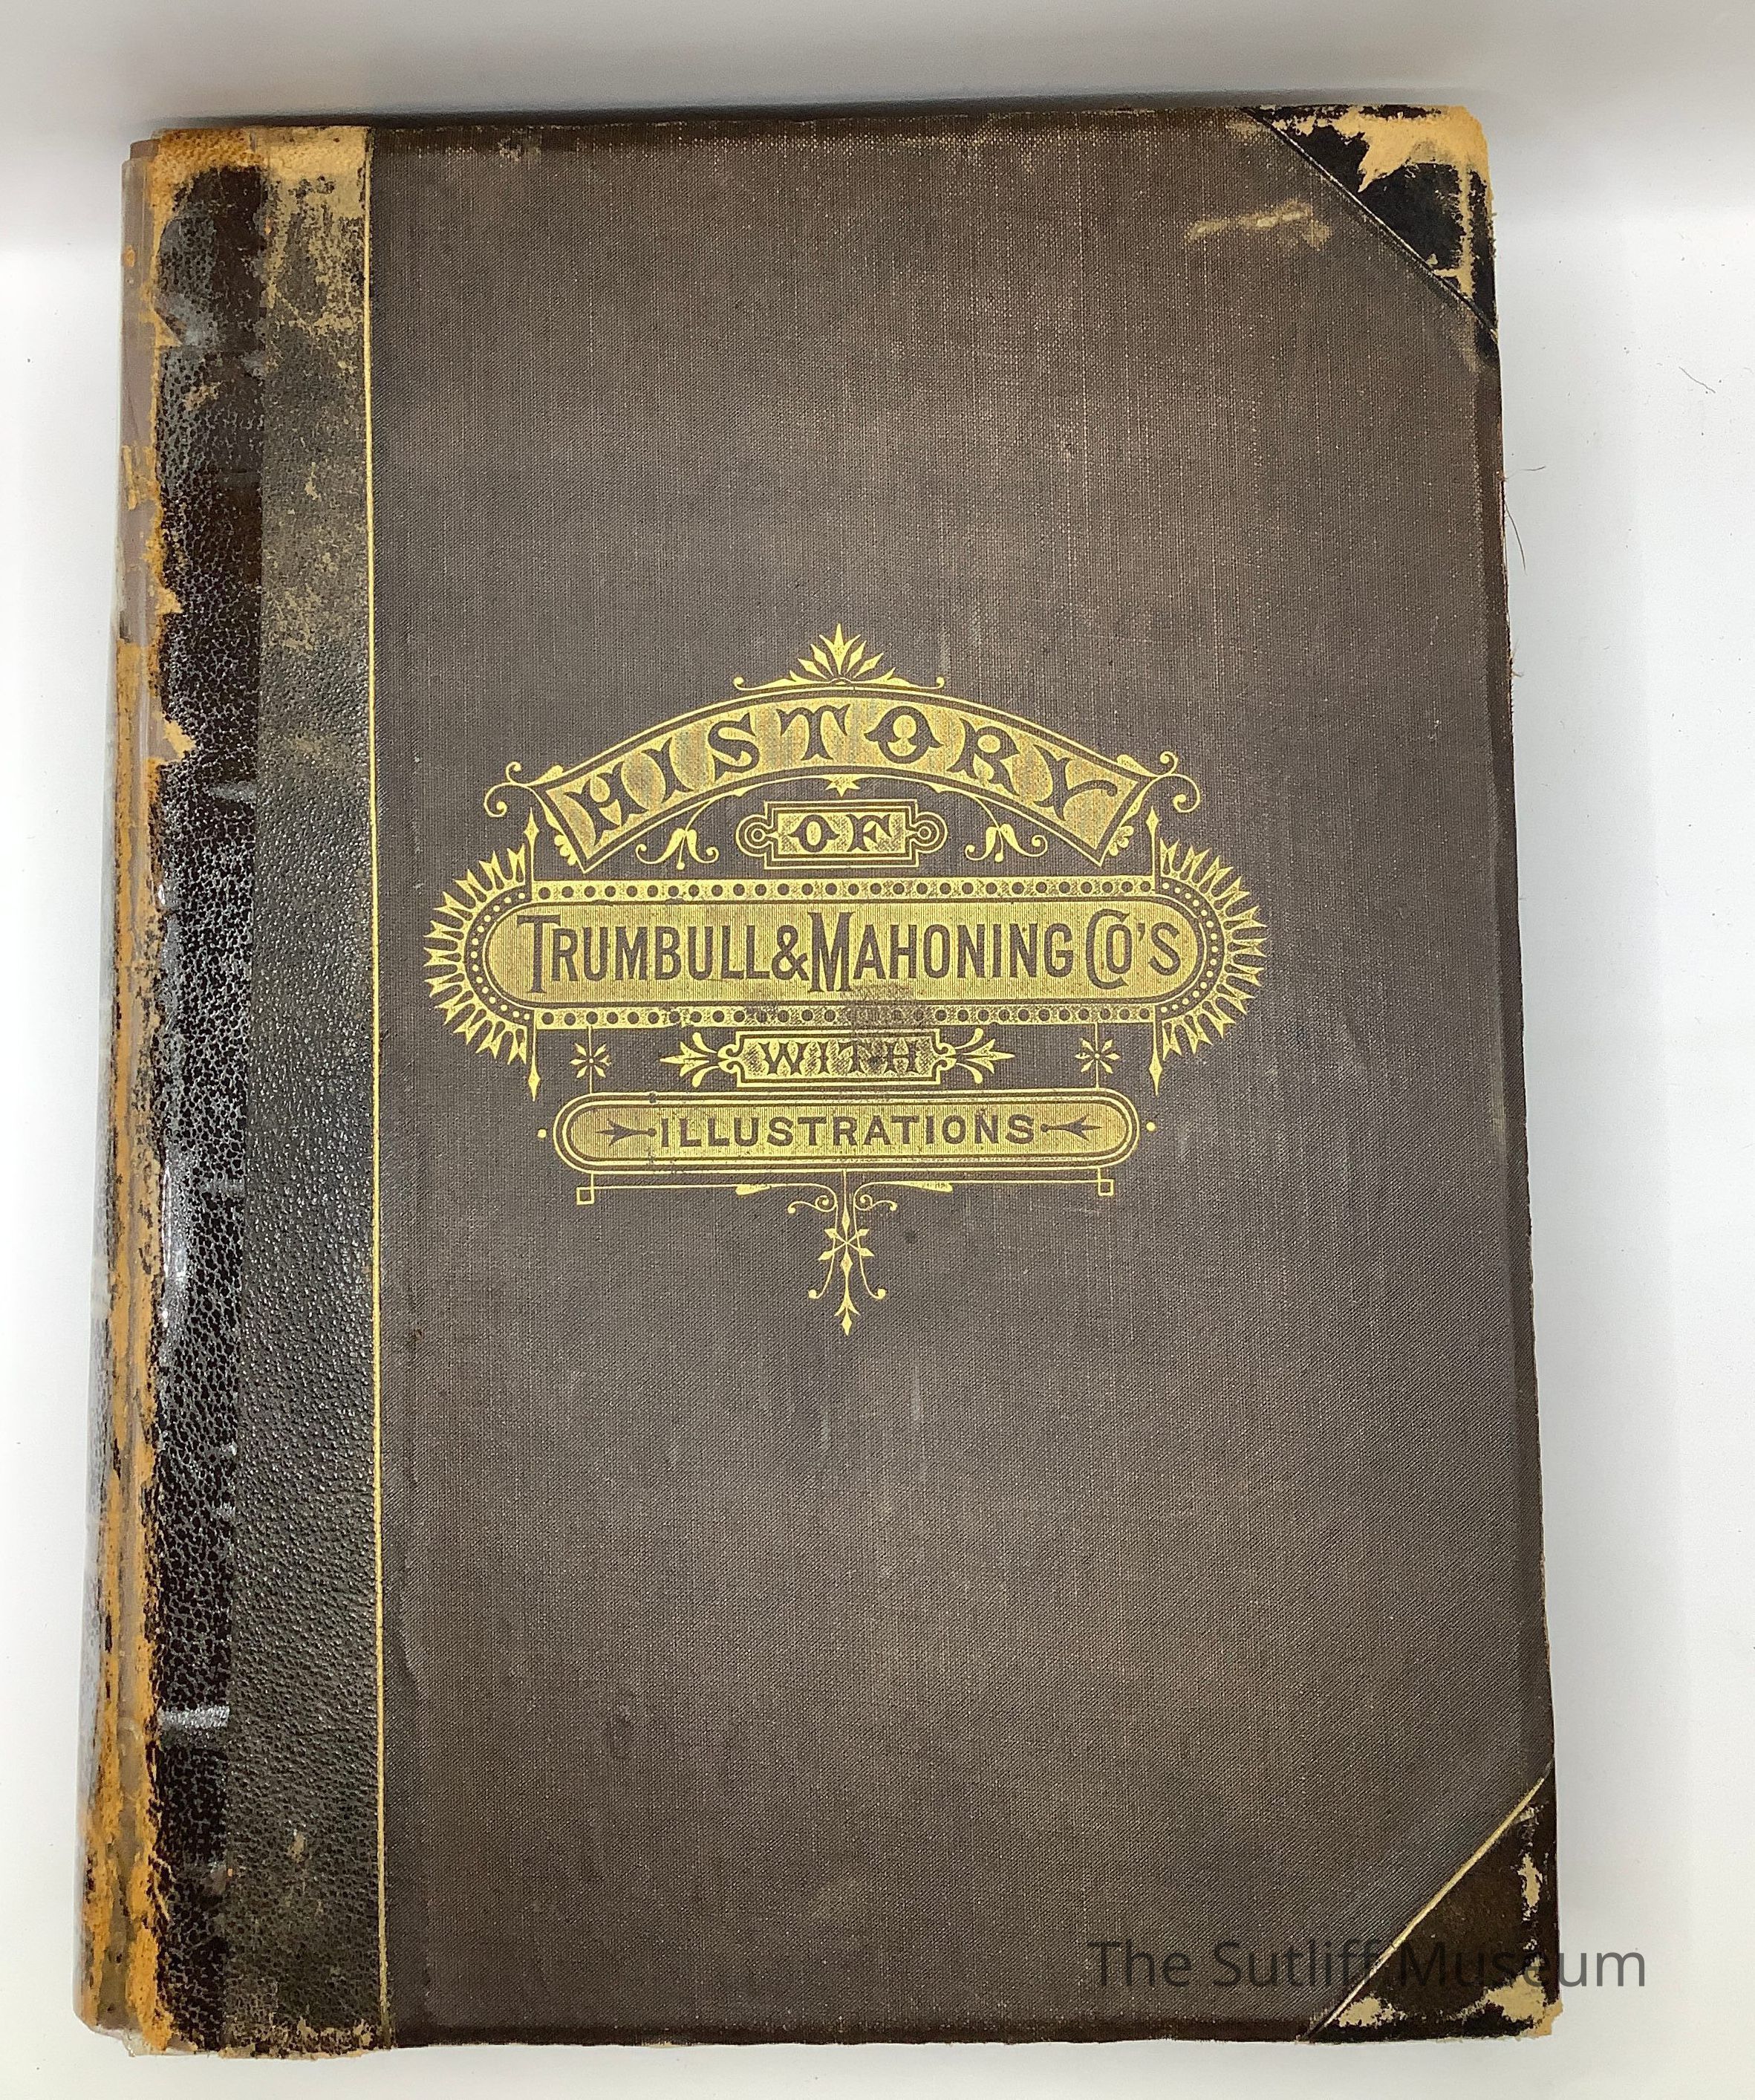 HISTORY
OF
TRUMBULL & MAHONING CO'S
WITH
ILLUSTRATIONS
The Sutliff Museum